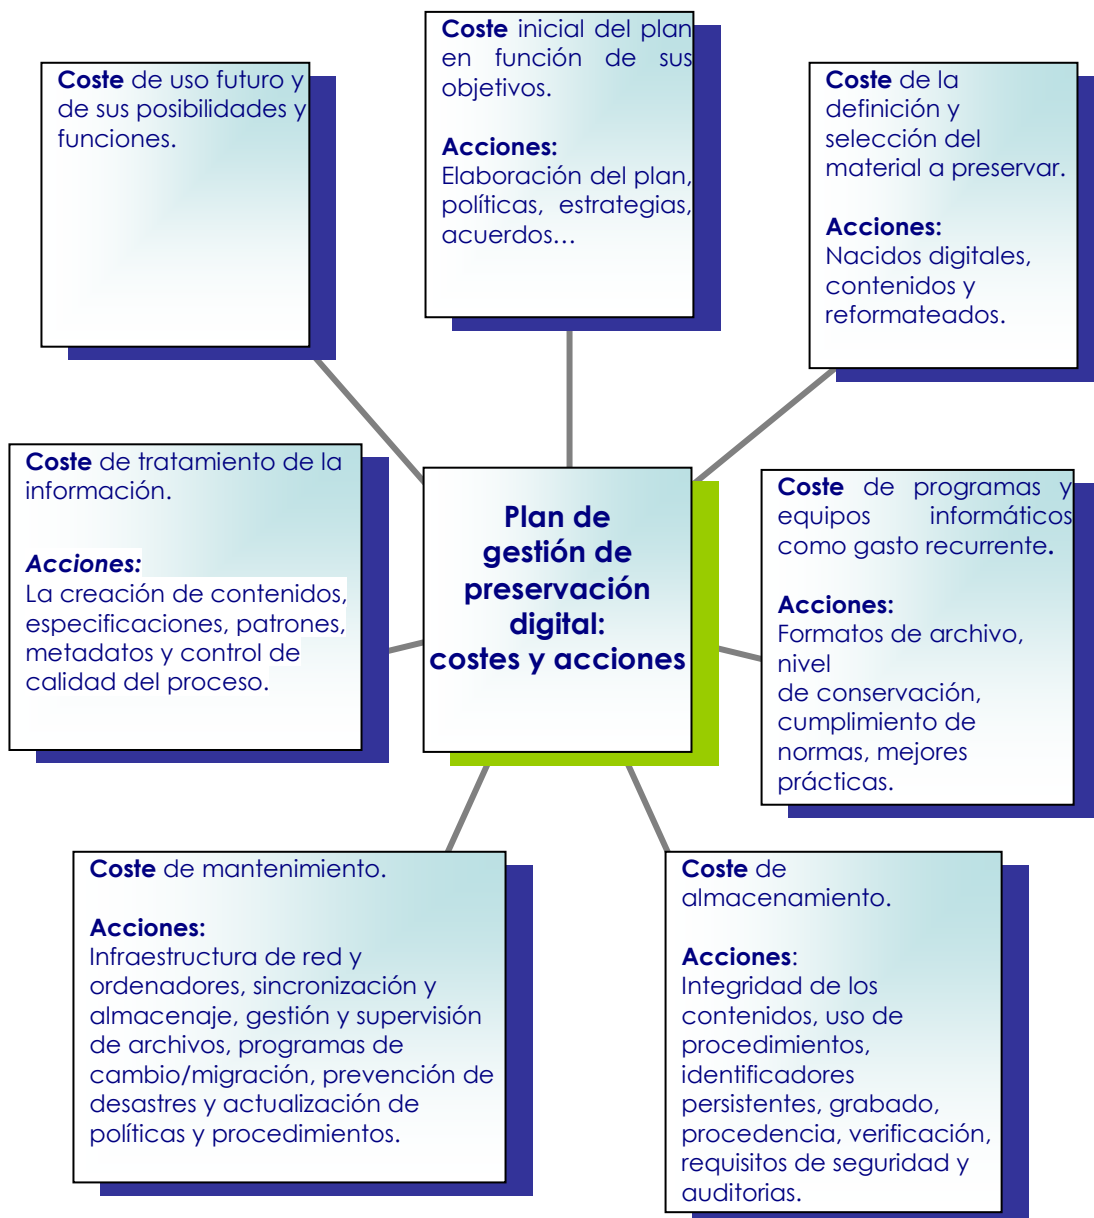 Coste inicial del plan
en función de sus
objetivos.
Acciones:
Elaboración del plan,
políticas, estrategias,
acuerdos…
Coste de uso futuro y
de sus posibilidades y
funciones.
Coste de la
definición y
selección del
material a preservar.
Acciones:
Nacidos digitales,
contenidos y
reformateados.
Coste de tratamiento de la
información.
Acciones:
La creación de contenidos,
especificaciones, patrones,
metadatos y control de
calidad del proceso.
Plan de
gestión de
preservación
digital:
costes y acciones
Coste de programas y
equipos informáticos
como gasto recurrente.
Acciones:
Formatos de archivo,
nivel
de conservación,
cumplimiento de
normas, mejores
prácticas.
Coste de mantenimiento.
Acciones:
Infraestructura de red y
ordenadores, sincronización y
almacenaje, gestión y supervisión
de archivos, programas de
cambio/migración, prevención de
desastres y actualización de
políticas y procedimientos.
Coste de
almacenamiento.
Acciones:
Integridad de los
contenidos, uso de
procedimientos,
identificadores
persistentes, grabado,
procedencia, verificación,
requisitos de seguridad y
auditorias.